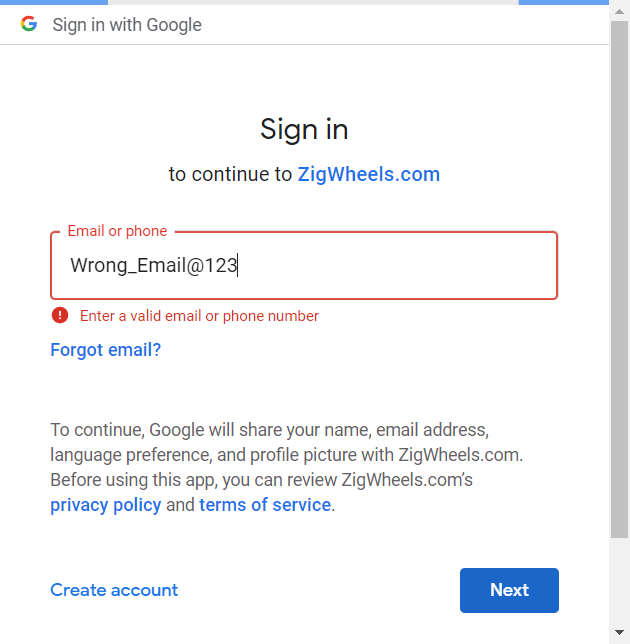 Sign in with Google
Sign in
to continue to ZigWheels.com
Email or phone
Wrong_Email@123
Enter a valid email or phone number
Forgot email?
To continue, Google will share your name, email address,
language preference, and profile picture with ZigWheels.com.
Before using this app, you can review ZigWheels.com’s
privacy policy and terms of service.
Create account
Next